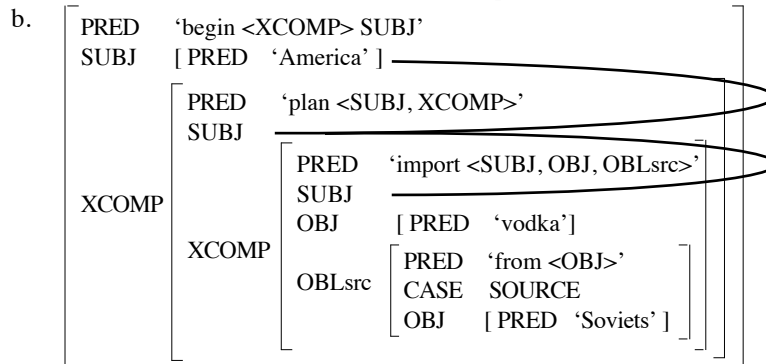 b.
PRED ‘begin <XCOMP> SUBJ’
SUBJ [ PRED ‘America’ ]
PRED ‘plan <SUBJ, XCOMP>’
SUBJ
XCOMP
PRED ‘import <SUBJ, OBJ, OBLsrc>’
SUBJ
OBJ [ PRED ‘vodka’]
XCOMP
OBLsrc
PRED ‘from <OBJ>’
CASE SOURCE
OBJ [ PRED ‘Soviets’ ]